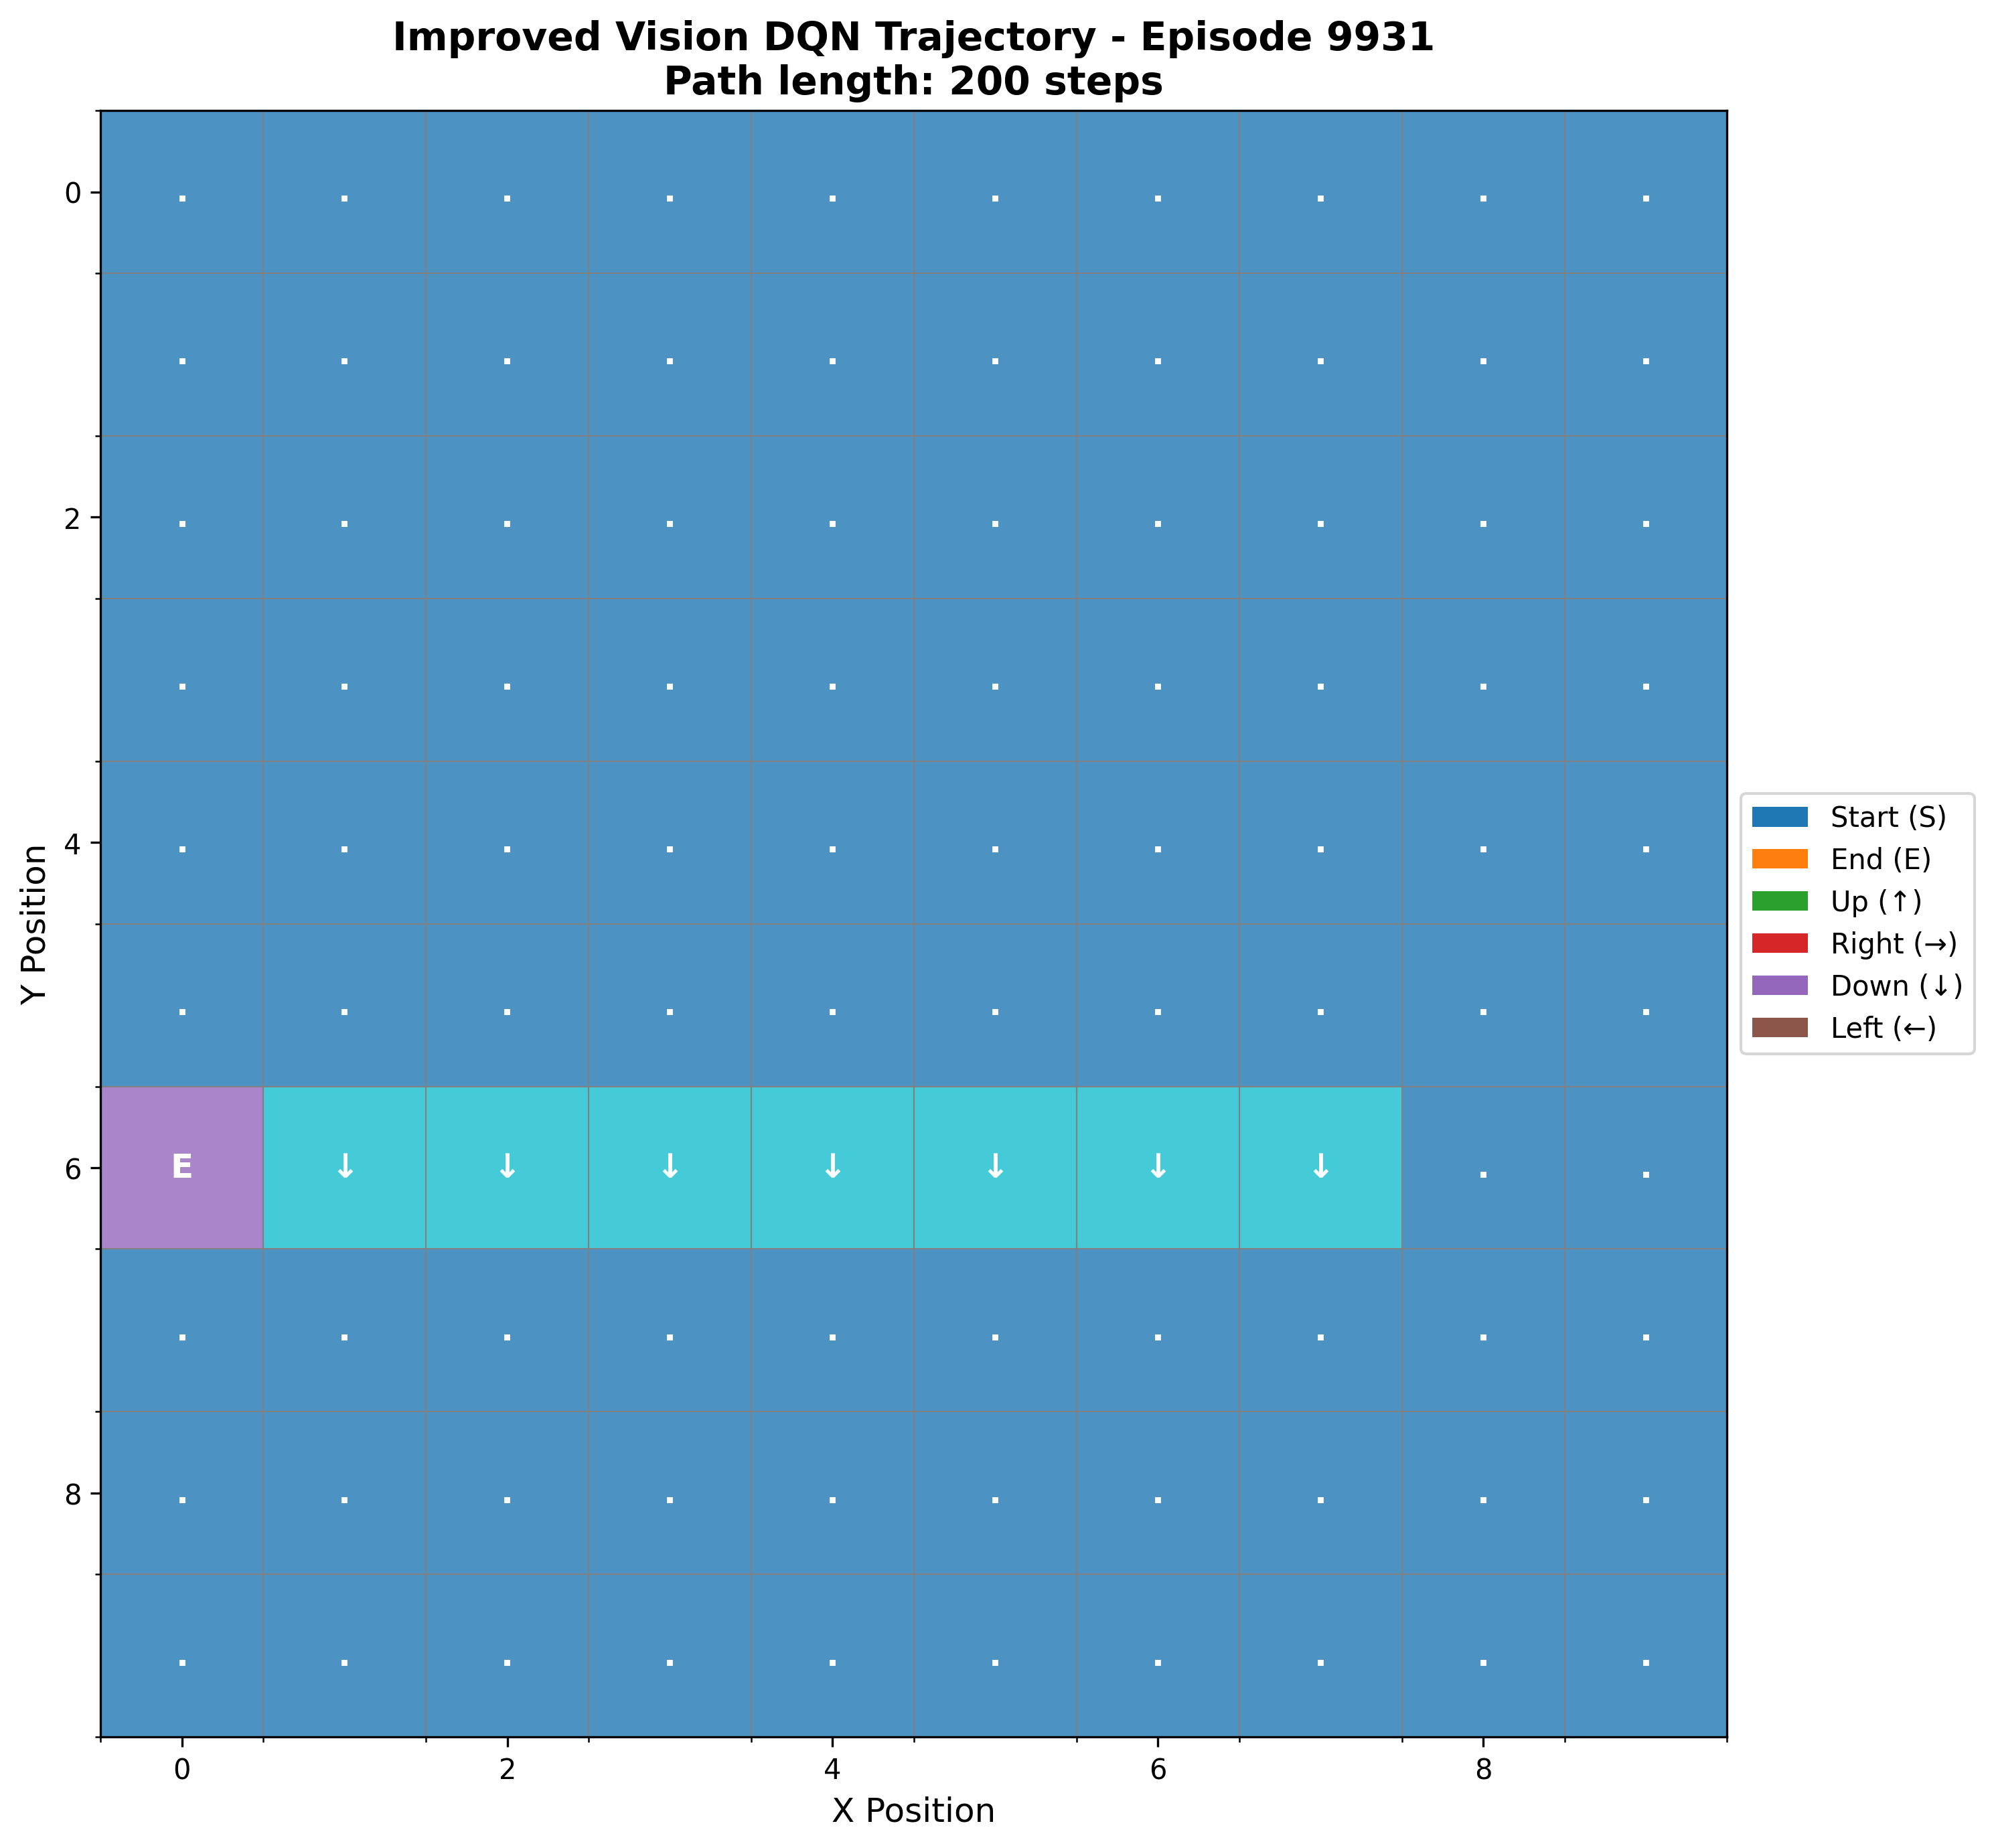 Improved Vision DQN Trajectory - Episode 9931
Path length: 200 steps
0
2
4
6
8
Y Position
E ↓ ↓ ↓ ↓ ↓ ↓ ↓
0 2 4 6 8
X Position
Start (S)
End (E)
Up (↑)
Right (→)
Down (↓)
Left (←)